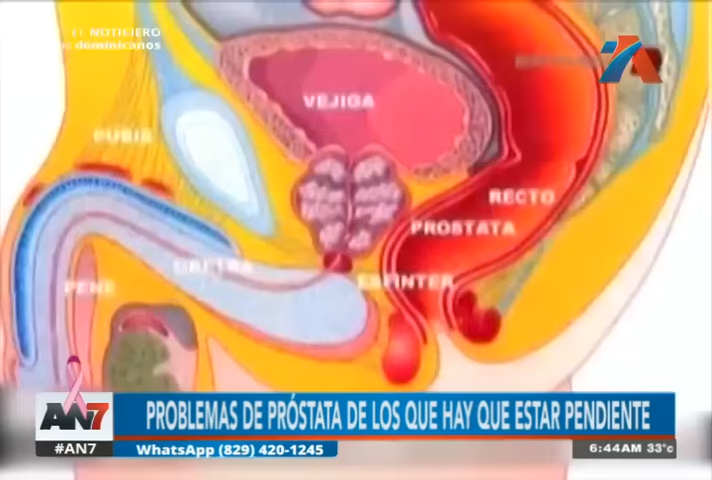 EL NOTICIERO
dominicanos
VEJIGA
PUBIS
RECTO
PROSTATA
URETRA
ESFINTER
PENE
AN7
PROBLEMAS DE PRÓSTATA DE LOS QUE HAY QUE ESTAR PENDIENTE
#AN7
WhatsApp (829) 420-1245
6:44AM 33°c